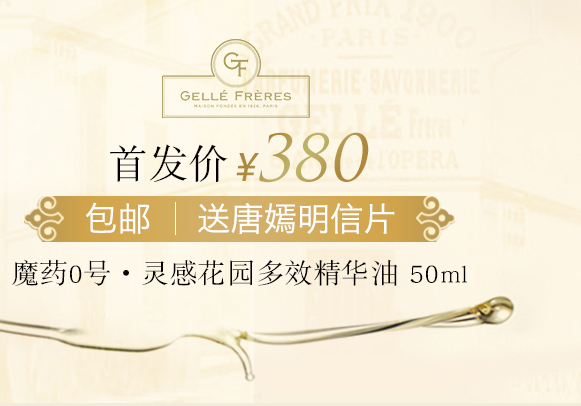 GRAND PRIX 1900
PARIS
PARFUMERIE-SAVONNERIE
GELLÉ Frères
L'OPERA
GF
GELLÉ FRÈRES
MAISON FONDÉE EN 1826, PARIS
首发价 ¥380
包邮 | 送唐嫣明信片
魔药0号·灵感花园多效精华油 50ml